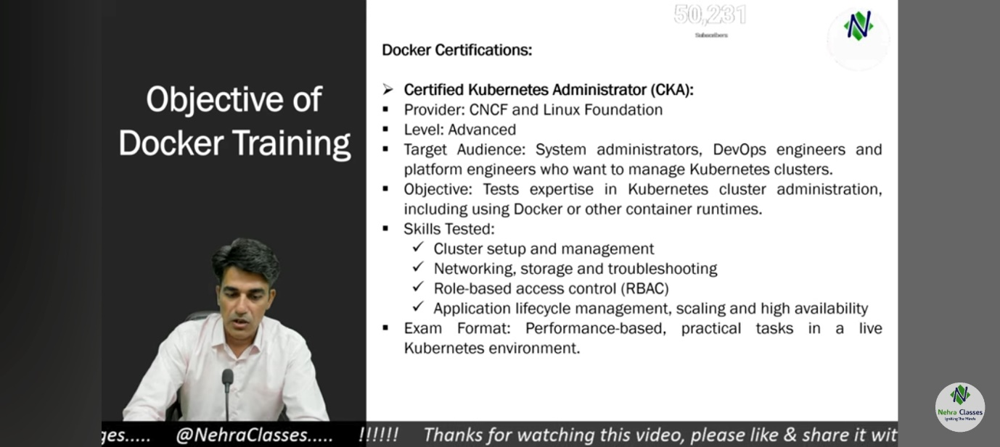 50,231
Subscribers
Docker Certifications:
Objective of
Docker Training
➢ Certified Kubernetes Administrator (CKA):
▪ Provider: CNCF and Linux Foundation
▪ Level: Advanced
▪ Target Audience: System administrators, DevOps engineers and
platform engineers who want to manage Kubernetes clusters.
▪ Objective: Tests expertise in Kubernetes cluster administration,
including using Docker or other container runtimes.
▪ Skills Tested:
✓ Cluster setup and management
✓ Networking, storage and troubleshooting
✓ Role-based access control (RBAC)
✓ Application lifecycle management, scaling and high availability
▪ Exam Format: Performance-based, practical tasks in a live
Kubernetes environment.
N
Nehra Classes
Igniting The Minds
ges..... @NehraClasses..... !!!!!! Thanks for watching this video, please like & share it wit